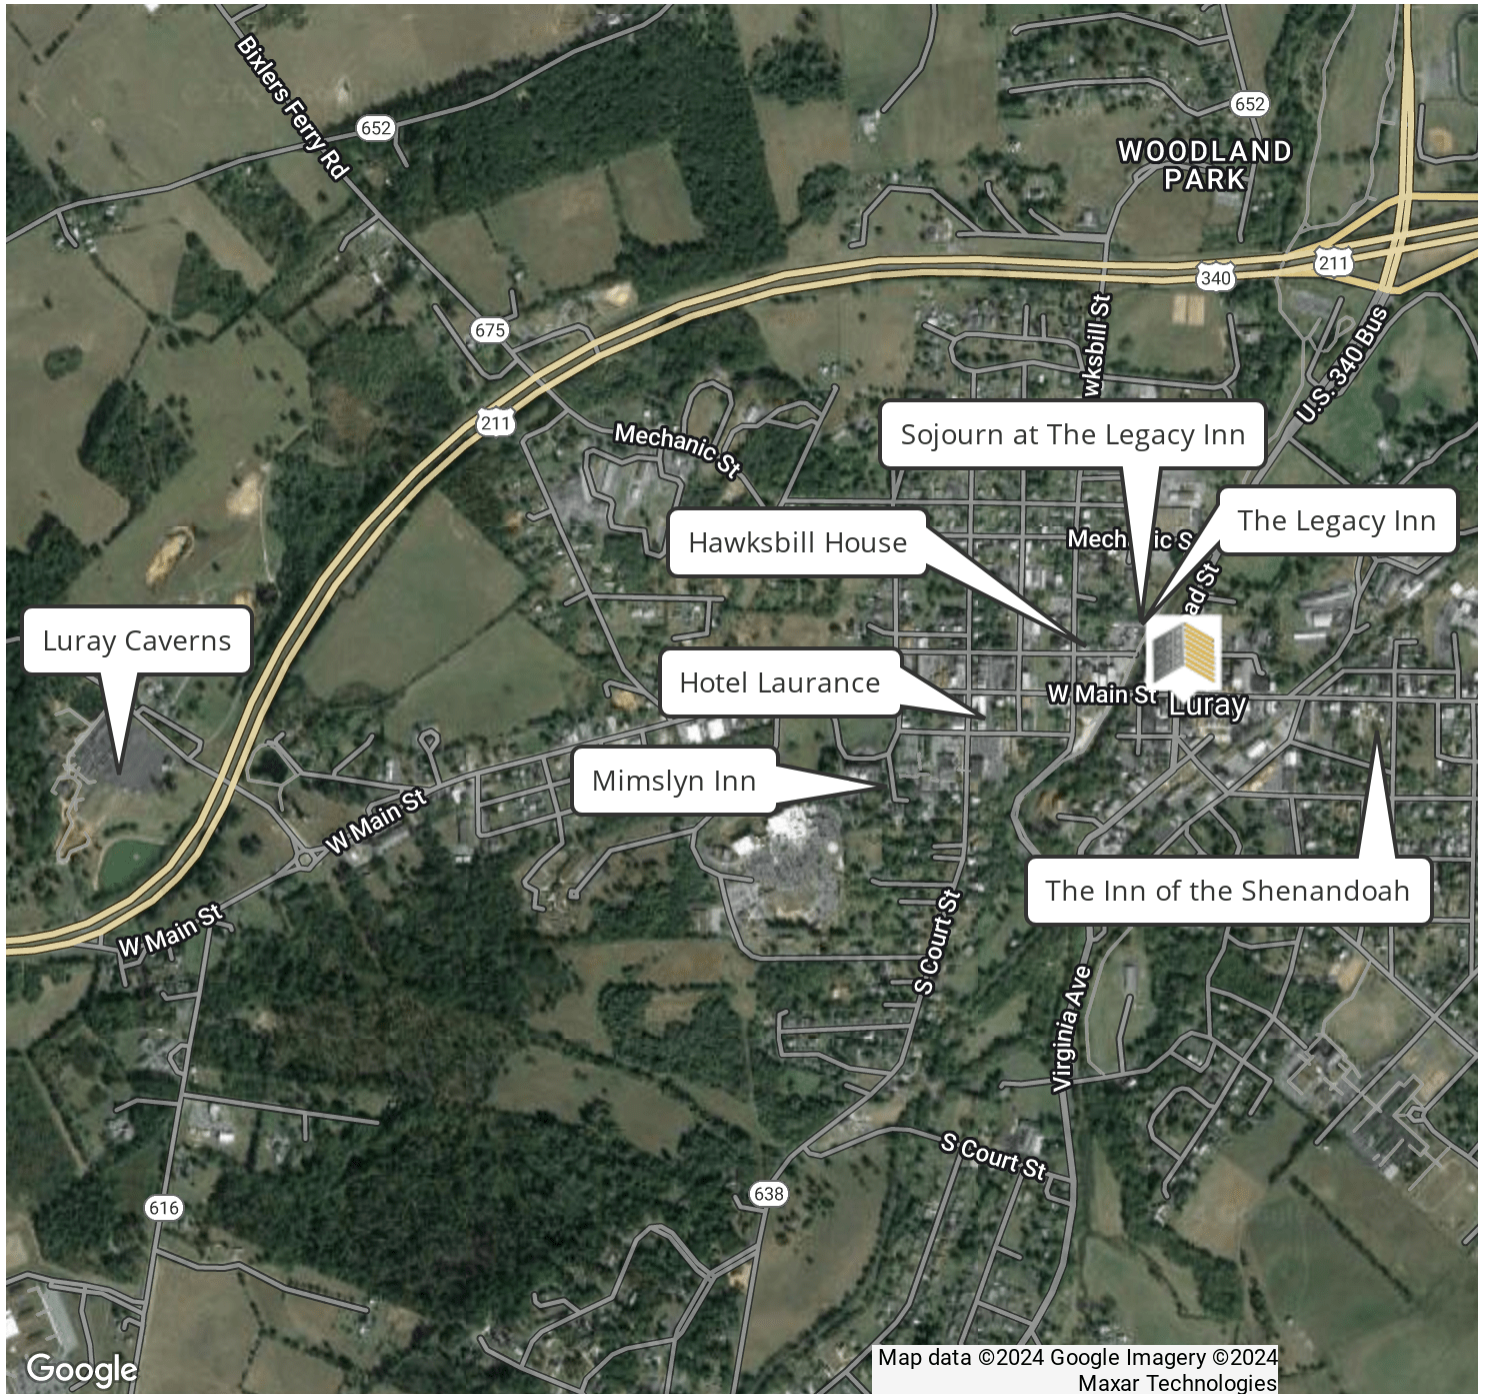 Bixlers Ferry Rd
652
652
WOODLAND
PARK
211
340
675
wksbill St
U.S. 340 Bus
211
Mechanic St
Sojourn at The Legacy Inn
The Legacy Inn
Hawksbill House
Mechanic S
ad St
Luray Caverns
Hotel Laurance
W Main St
Luray
Mimslyn Inn
W Main St
The Inn of the Shenandoah
W Main St
S Court St
Virginia Ave
S Court St
638
616
Google
Map data ©2024 Google Imagery ©2024
Maxar Technologies